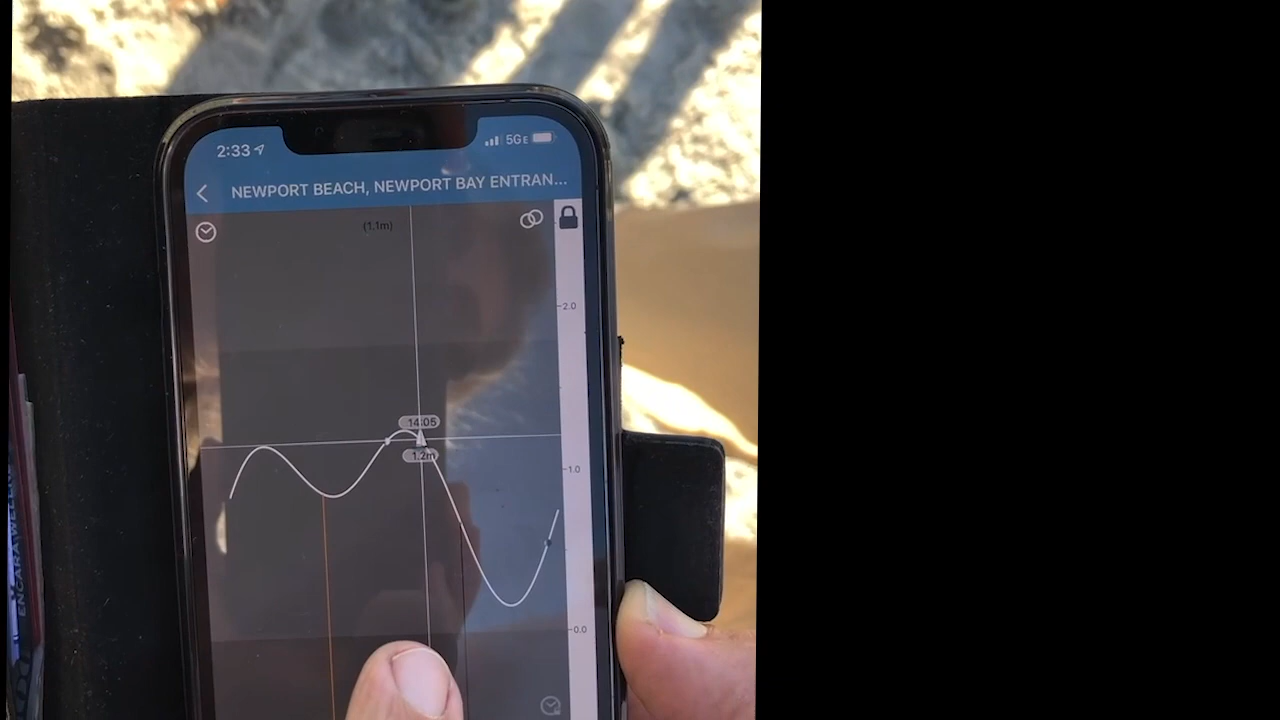 2:33 5GE
NEWPORT BEACH, NEWPORT BAY ENTRAN...
(1.1m)
2.0
14:05
1.2m
1.0
0.0